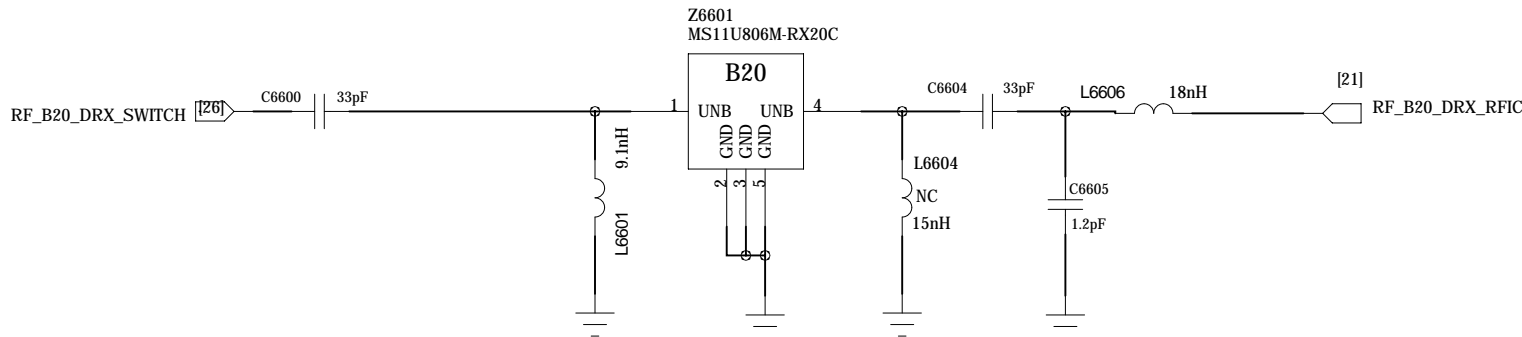 Z6601
MS11U806M-RX20C
B20
RF_B20_DRX_SWITCH
[26]
C6600
33pF
1
UNB
UNB
4
GND
GND
GND
2
3
5
9.1nH
L6601
C6604
33pF
L6604
NC
15nH
L6606
18nH
C6605
1.2pF
[21]
RF_B20_DRX_RFIC